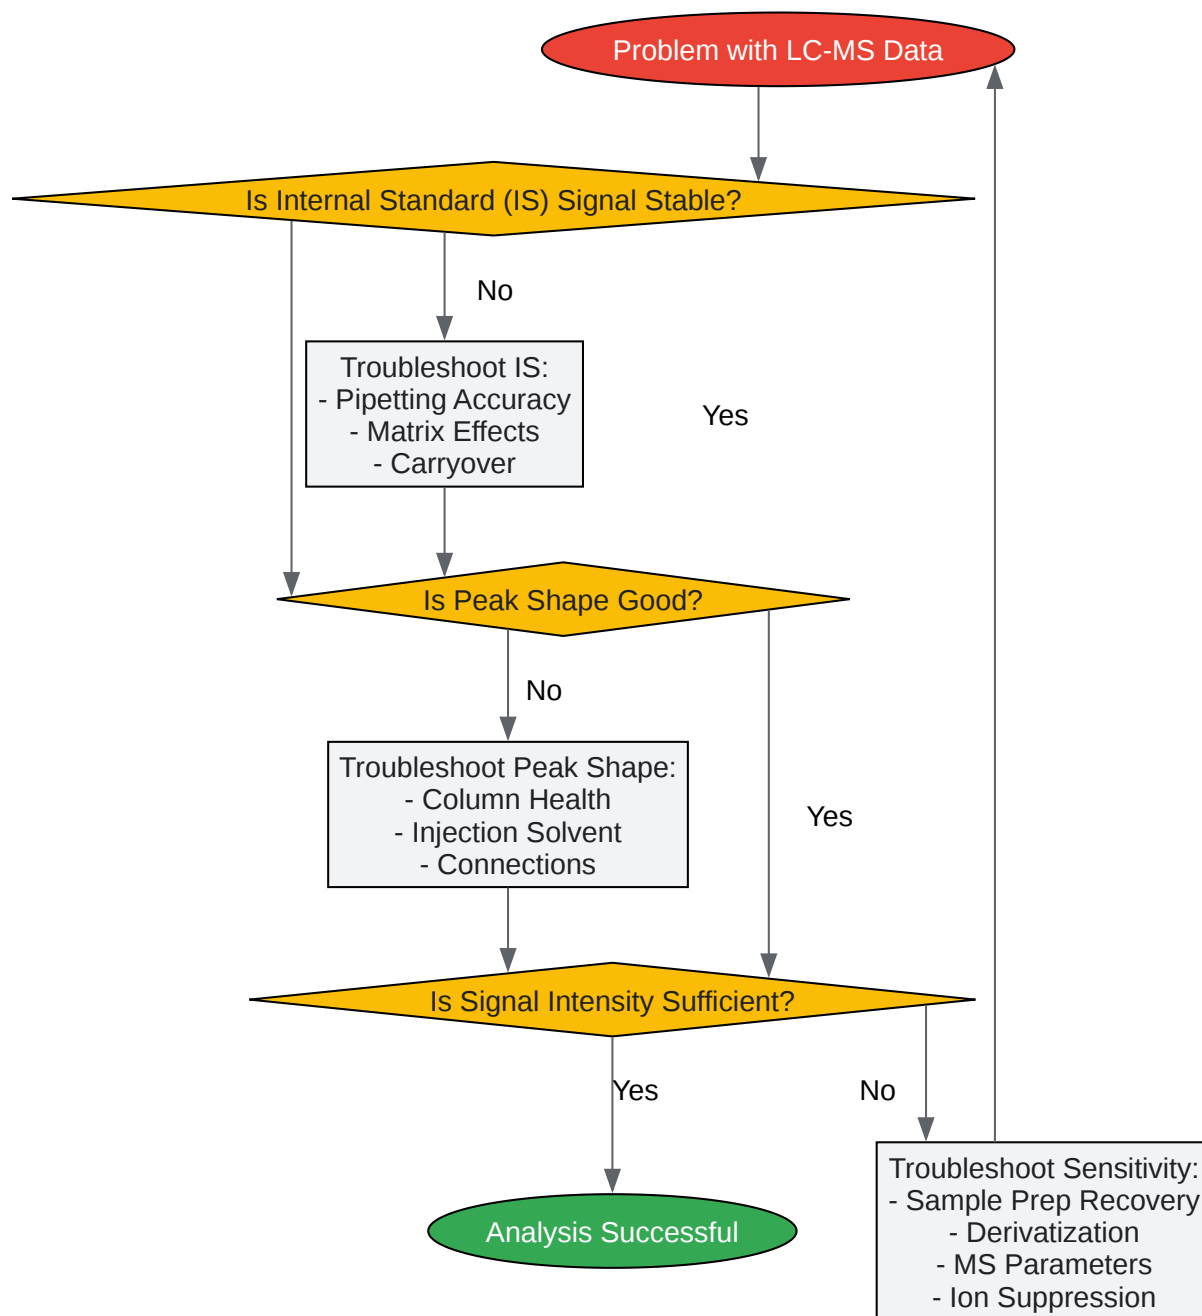 Problem with LC-MS Data
Is Internal Standard (IS) Signal Stable?
No
Troubleshoot IS:
- Pipetting Accuracy
- Matrix Effects
- Carryover
Yes
Is Peak Shape Good?
No
Troubleshoot Peak Shape:
- Column Health
- Injection Solvent
- Connections
Yes
Is Signal Intensity Sufficient?
Yes
No
Analysis Successful
Troubleshoot Sensitivity:
- Sample Prep Recovery
- Derivatization
- MS Parameters
- Ion Suppression